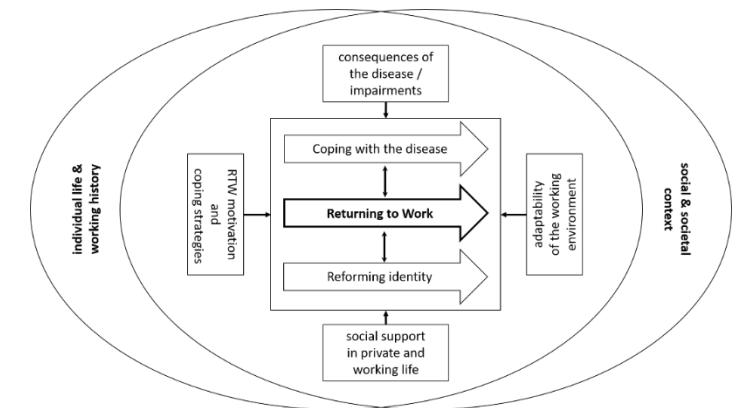 consequences of
the disease /
impairments
individual life &
working history
RTW motivation
and
coping strategies
Coping with the disease
Returning to Work
Reforming identity
adaptability
of the working
environment
social & societal
context
social support
in private and
working life